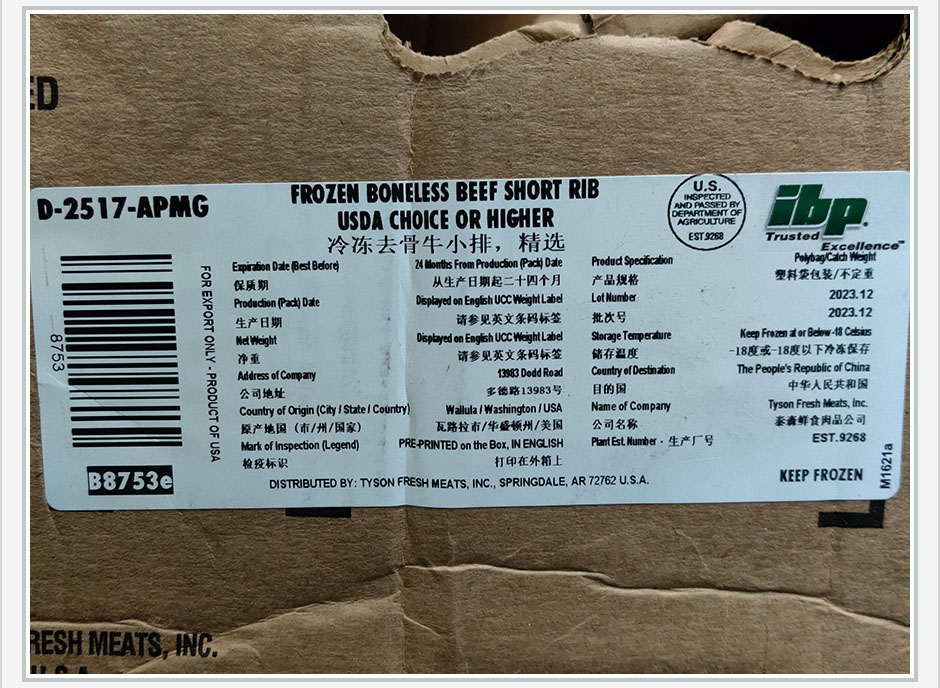 ED
D-2517-APMG
FROZEN BONELESS BEEF SHORT RIB
USDA CHOICE OR HIGHER
冷冻去骨牛小排，精选
U.S.
INSPECTED
AND PASSED BY
DEPARTMENT OF
AGRICULTURE
EST.9268
ibp
Trusted Excellence™
8753
FOR EXPORT ONLY - PRODUCT OF USA
Expiration Date (Best Before) 24 Months From Production (Pack) Date
保质期 从生产日期起二十四个月
Production (Pack) Date Displayed on English UCC Weight Label
生产日期 请参见英文条码标签
Net Weight Displayed on English UCC Weight Label
净重 请参见英文条码标签
Address of Company 13983 Dodd Road
公司地址 多德路13983号
Country of Origin (City / State / Country) Wallula / Washington / USA
原产地国（市/州/国家） 瓦路拉市/华盛顿州/美国
Mark of Inspection (Legend) PRE-PRINTED on the Box, IN ENGLISH
检疫标识 打印在外箱上
Product Specification Polybag/Catch Weight
产品规格 塑料袋包装/不定重
Lot Number 2023.12
批次号 2023.12
Storage Temperature Keep Frozen at or Below -18 Celsius
储存温度 -18度或-18度以下冷冻保存
Country of Destination The People's Republic of China
目的国 中华人民共和国
Name of Company Tyson Fresh Meats, Inc.
公司名称 泰森鲜食肉品公司
Plant Est. Number · 生产厂号 EST.9268
B8753e
DISTRIBUTED BY: TYSON FRESH MEATS, INC., SPRINGDALE, AR 72762 U.S.A.
KEEP FROZEN
M1621a
RESH MEATS, INC.
U.S.A.